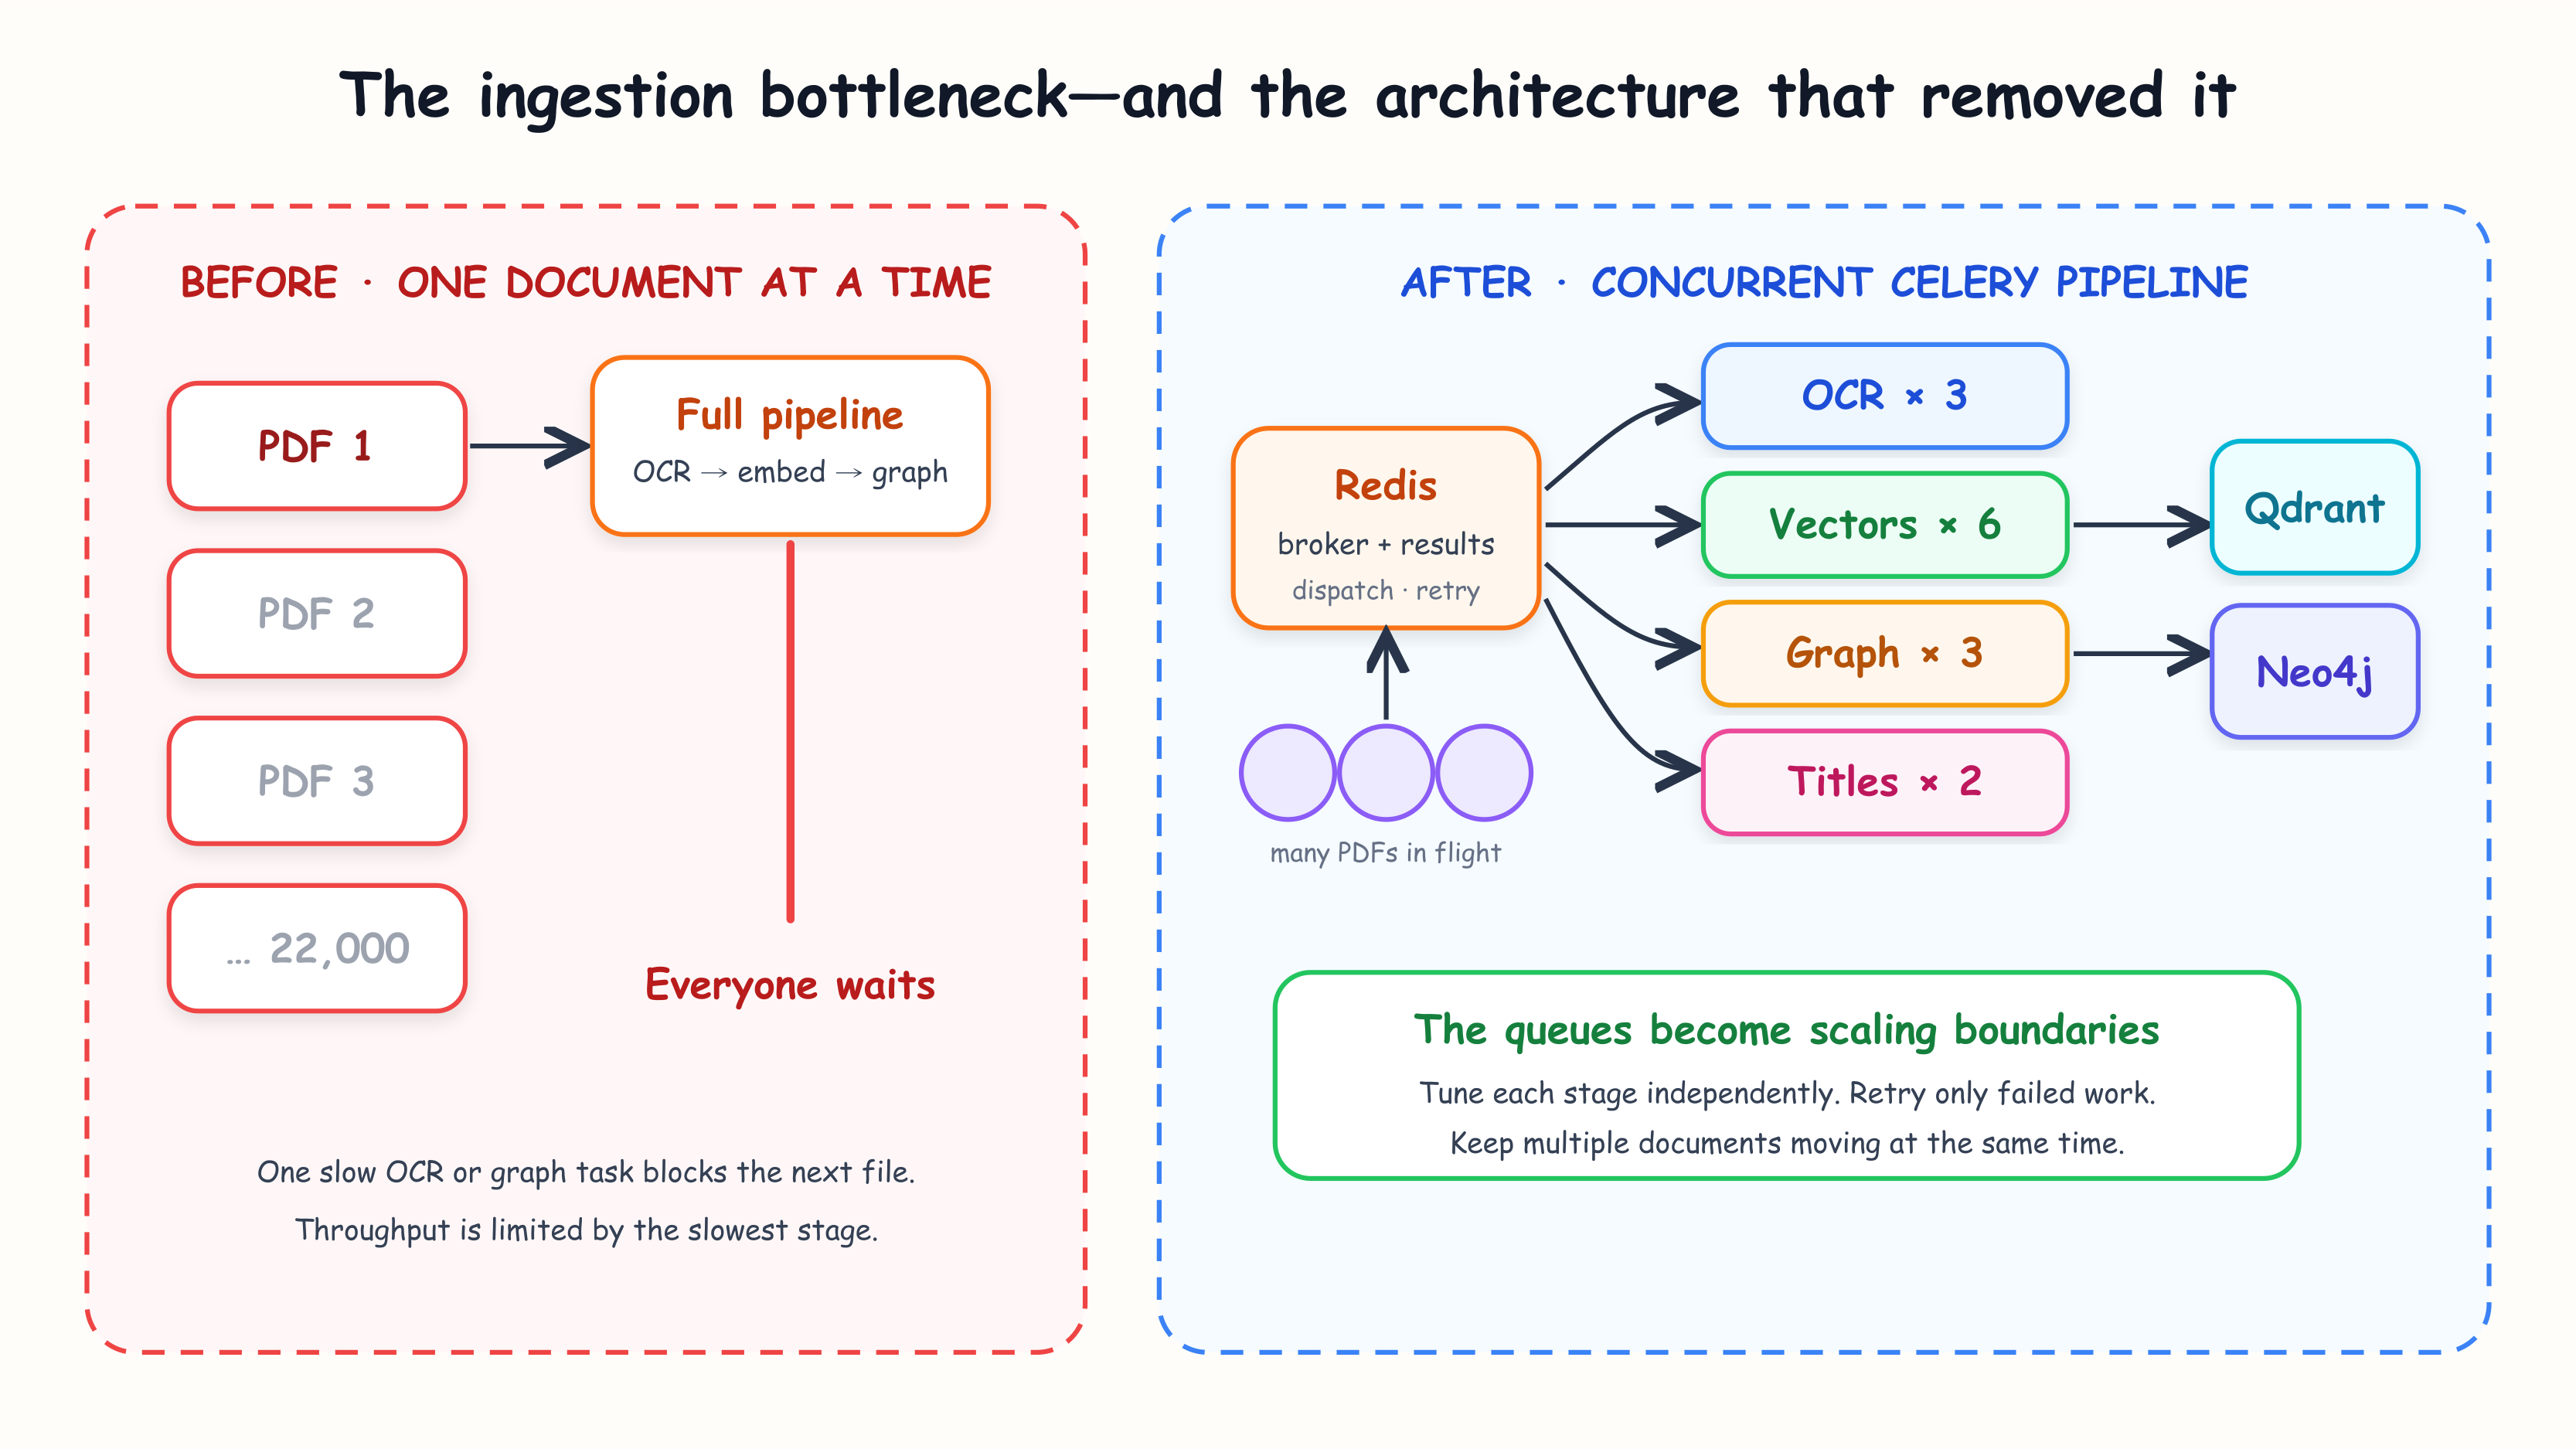 The ingestion bottleneck—and the architecture that removed it
BEFORE · ONE DOCUMENT AT A TIME
PDF 1
Full pipeline
OCR → embed → graph
PDF 2
PDF 3
... 22,000
Everyone waits
One slow OCR or graph task blocks the next file.
Throughput is limited by the slowest stage.
AFTER · CONCURRENT CELERY PIPELINE
Redis
broker + results
dispatch · retry
many PDFs in flight
OCR × 3
Vectors × 6
Graph × 3
Titles × 2
Qdrant
Neo4j
The queues become scaling boundaries
Tune each stage independently. Retry only failed work.
Keep multiple documents moving at the same time.